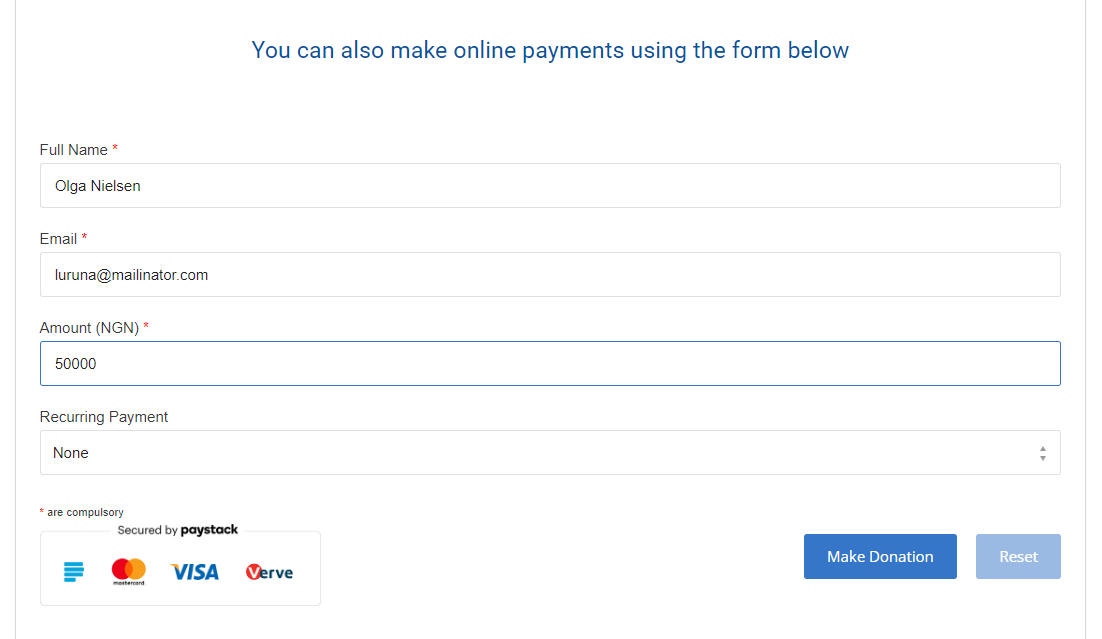 You can also make online payments using the form below
Full Name *
Olga Nielsen
Email *
luruna@mailinator.com
Amount (NGN) *
50000
Recurring Payment
None
* are compulsory
Secured by paystack
mastercard
VISA
Verve
Make Donation
Reset